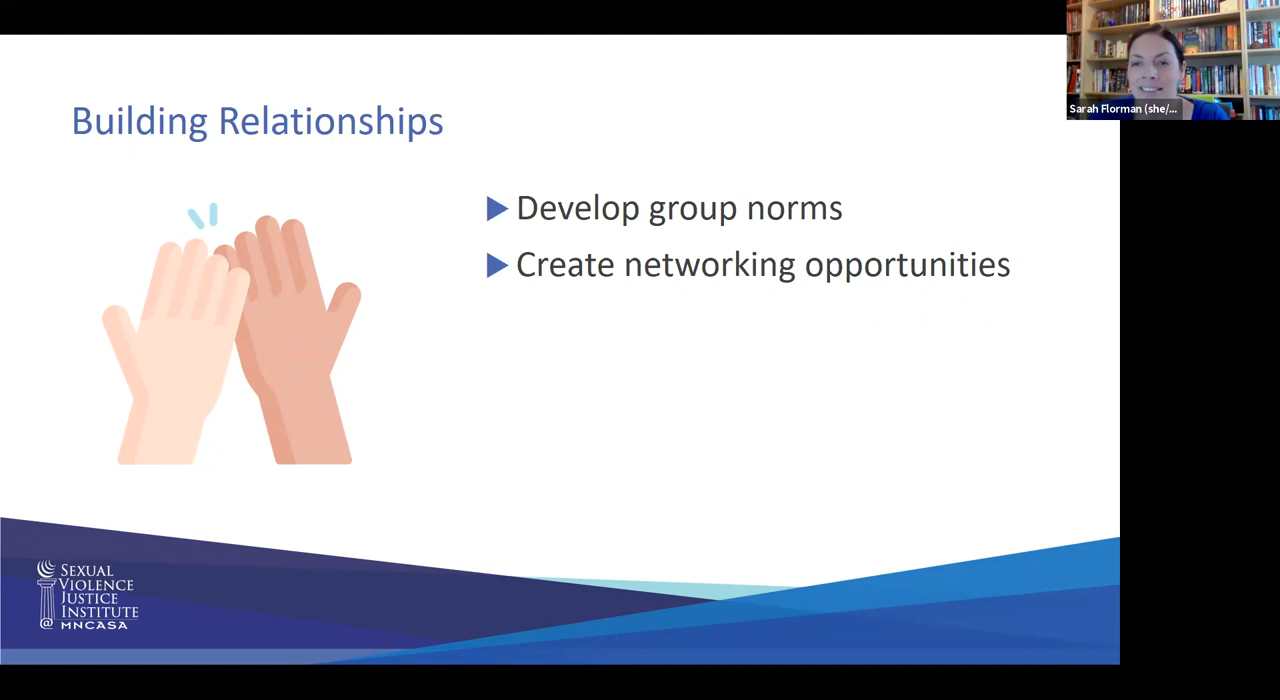 Sarah Florman (she/...
Building Relationships
Develop group norms
Create networking opportunities
SEXUAL
VIOLENCE
JUSTICE
INSTITUTE
@ MNCASA